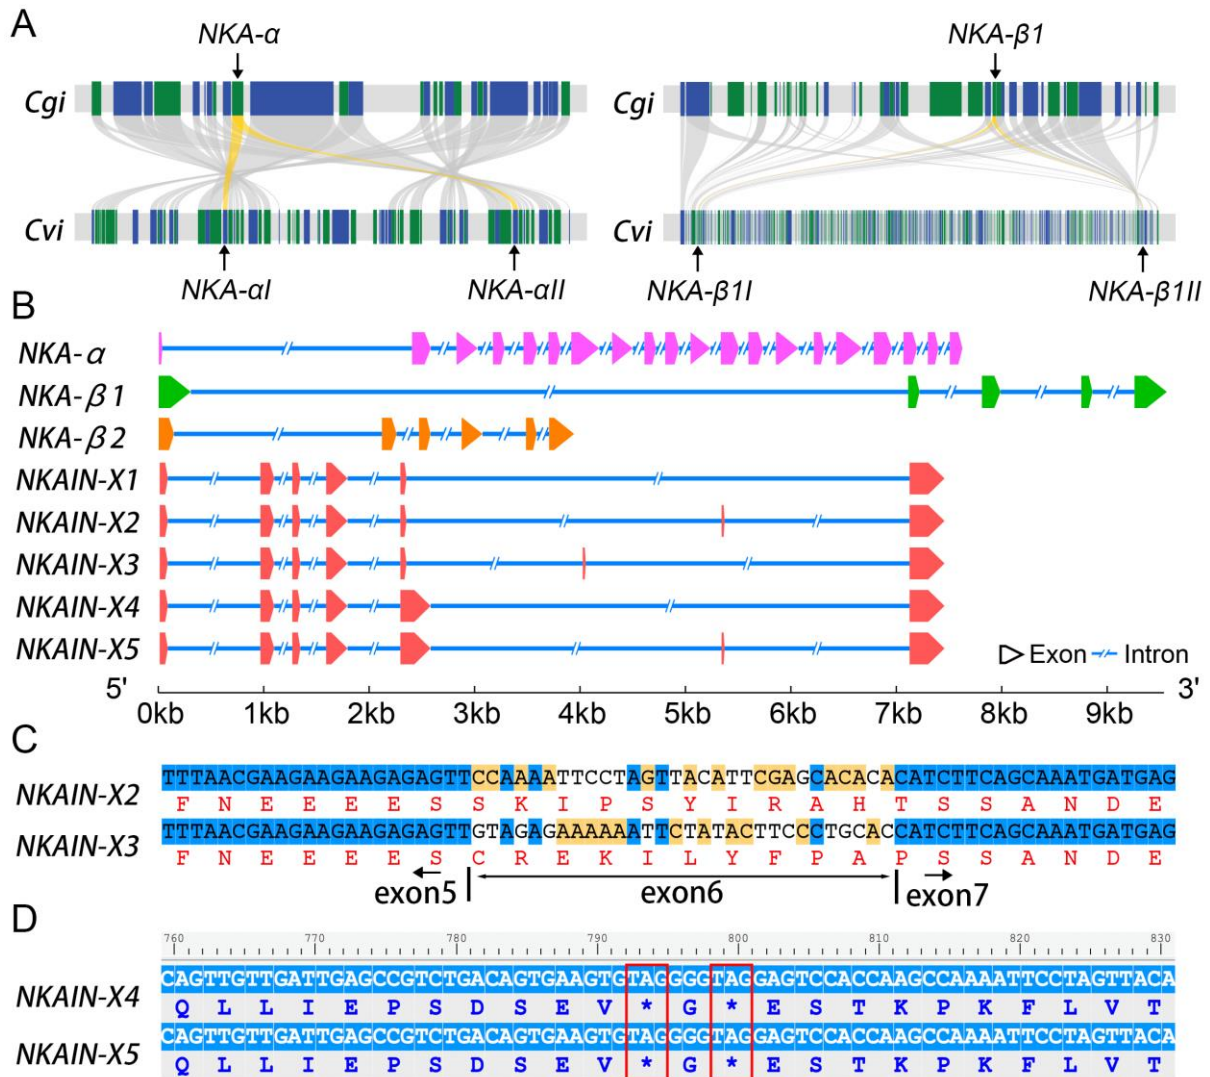 A
NKA-α
NKA-β1
Cgi
Cgi
Cvi
Cvi
NKA-αI
NKA-αII
NKA-β1I
NKA-β1II
B
NKA-α
NKA-β1
NKA-β2
NKAIN-X1
NKAIN-X2
NKAIN-X3
NKAIN-X4
NKAIN-X5
Exon
Intron
5'
3'
0kb 1kb 2kb 3kb 4kb 5kb 6kb 7kb 8kb 9kb
C
NKAIN-X2
TTTAACGAAGAAGAAGAGAGTTCCAAAATTCCTAGTTACATTCGAGCACACACATCTTCAGCAAATGATGAG
F N E E E E S S K I P S Y I R A H T S S A N D E
NKAIN-X3
TTTAACGAAGAAGAAGAGAGTTGTAGAGAAAAAATTCTATACTTCCCTGCACCATCTTCAGCAAATGATGAG
F N E E E E S C R E K I L Y F P A P S S A N D E
exon5 exon6 exon7
D
760 770 780 790 800 810 820 830
NKAIN-X4
CAGTTGTTGATTGAGCCGTCTGACAGTGAAGTGTAGGGGTAGGAGTCCACCAAGCCAAAATTCCTAGTTACA
Q L L I E P S D S E V * G * E S T K P K F L V T
NKAIN-X5
CAGTTGTTGATTGAGCCGTCTGACAGTGAAGTGTAGGGGTAGGAGTCCACCAAGCCAAAATTCCTAGTTACA
Q L L I E P S D S E V * G * E S T K P K F L V T